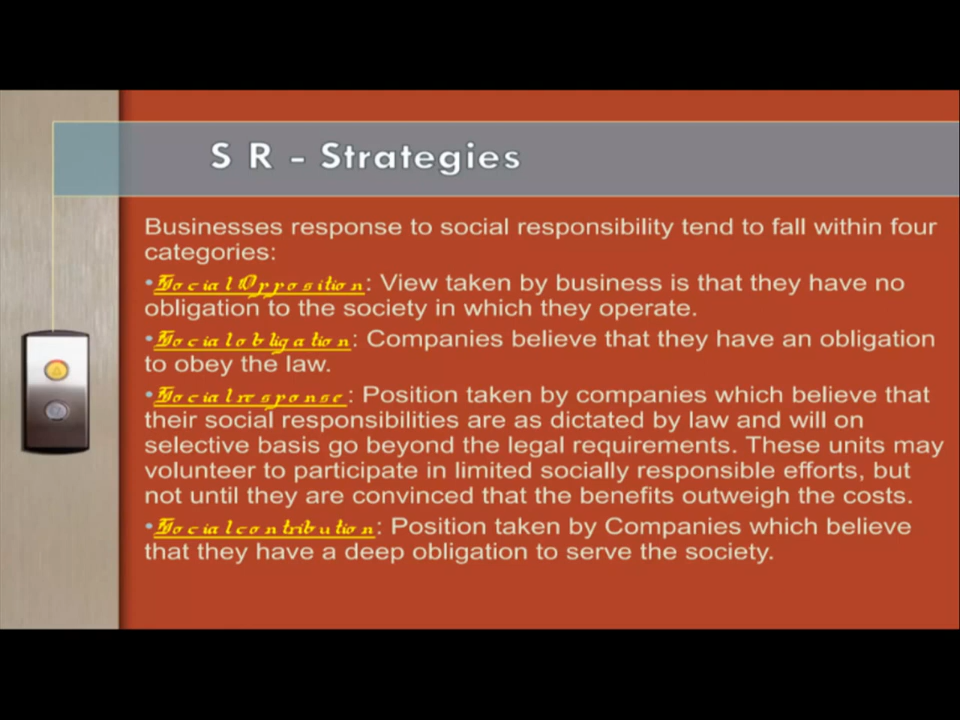 S R - Strategies
Businesses response to social responsibility tend to fall within four
categories:
•Social Opposition: View taken by business is that they have no
obligation to the society in which they operate.
•Social obligation: Companies believe that they have an obligation
to obey the law.
•Social response: Position taken by companies which believe that
their social responsibilities are as dictated by law and will on
selective basis go beyond the legal requirements. These units may
volunteer to participate in limited socially responsible efforts, but
not until they are convinced that the benefits outweigh the costs.
•Social contribution: Position taken by Companies which believe
that they have a deep obligation to serve the society.